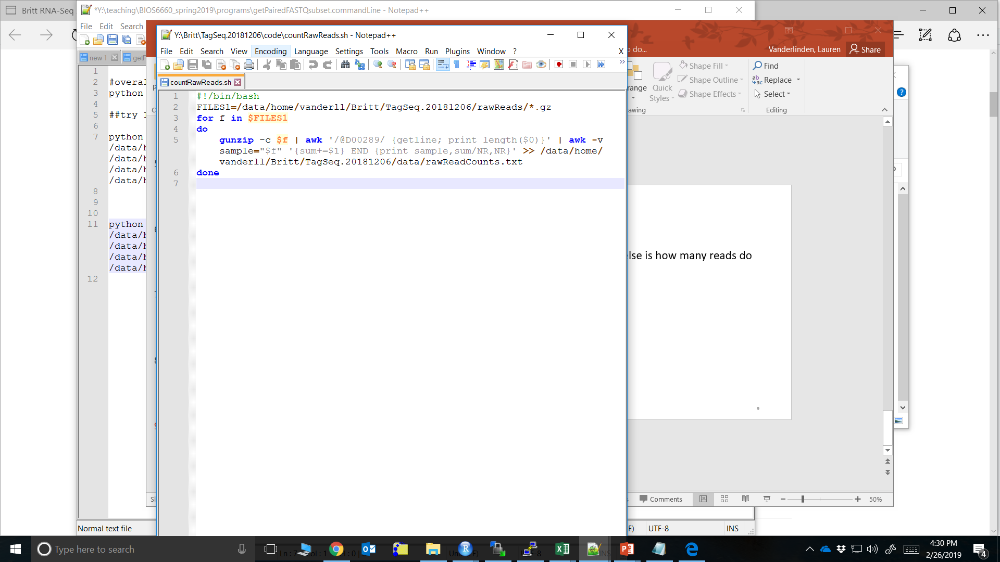 Britt RNA-Seq
*Y:\teaching\BIOS6660_spring2019\programs\getPairedFASTQsubset.commandLine - Notepad++
File Edit Search
new 1
1
2 #overal
3 python
4
5 ##try 1
6
7 python
/data/h
/data/h
/data/h
/data/h
8
9
10
11 python
/data/h
/data/h
/data/h
/data/h
12
Normal text file
UTF-8 INS
Y:\Britt\TagSeq.20181206\code\countRawReads.sh - Notepad++
File Edit Search View Encoding Language Settings Tools Macro Run Plugins Window ? X
countRawReads.sh
1 #!/bin/bash
2 FILES1=/data/home/vanderll/Britt/TagSeq.20181206/rawReads/*.gz
3 for f in $FILES1
4 do
5 gunzip -c $f | awk '/@D00289/ {getline; print length($0)}' | awk -v
sample="$f" '{sum+=$1} END {print sample,sum/NR,NR}' >> /data/home/
vanderll/Britt/TagSeq.20181206/data/rawReadCounts.txt
6 done
7
o do...
Vanderlinden, Lauren Share
range Quick Styles
Shape Fill
Shape Outline
Shape Effects
awing
Find
Replace
Select
Editing
else is how many reads do
9
Comments
50%
Type here to search
4:30 PM
2/26/2019
4